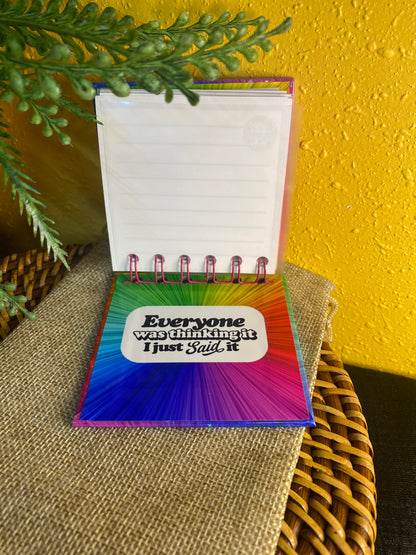 Everyone
was thinking it
I just Said it